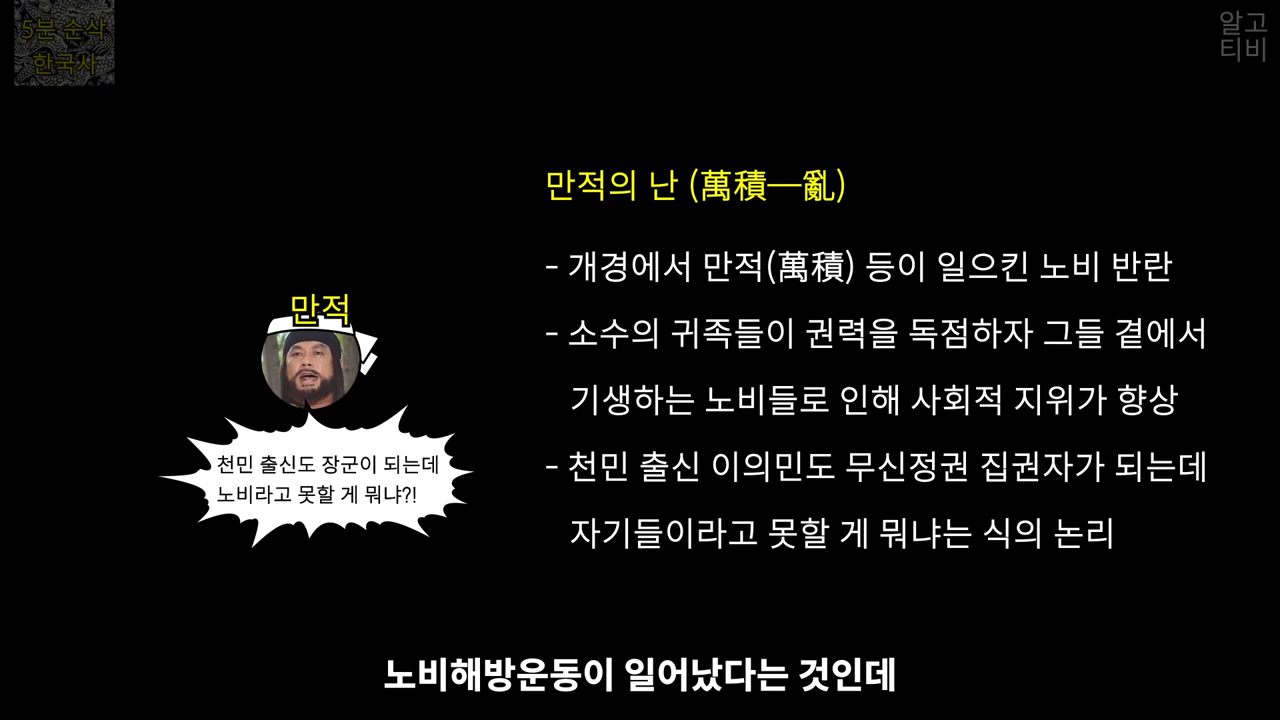 5분 순삭
한국사
알고
티비
만적의 난 (萬積—亂)
- 개경에서 만적(萬積) 등이 일으킨 노비 반란
- 소수의 귀족들이 권력을 독점하자 그들 곁에서
기생하는 노비들로 인해 사회적 지위가 향상
- 천민 출신 이의민도 무신정권 집권자가 되는데
자기들이라고 못할 게 뭐냐는 식의 논리
만적
천민 출신도 장군이 되는데
노비라고 못할 게 뭐냐?!
노비해방운동이 일어났다는 것인데